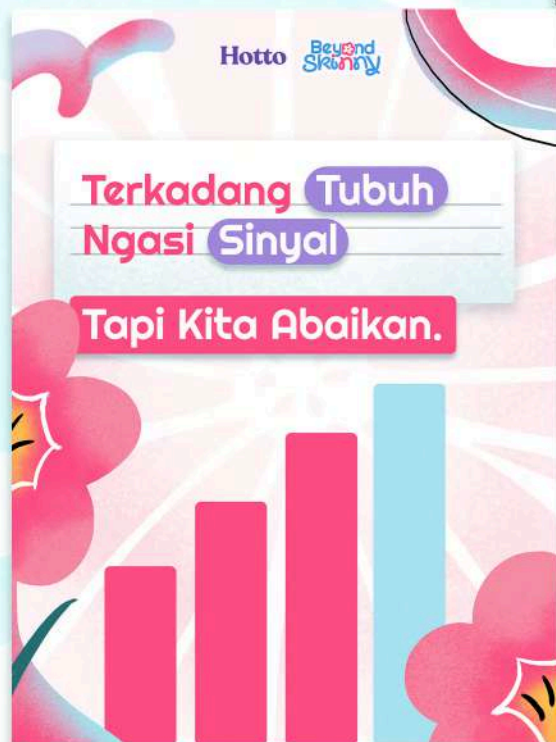 Hotto Beyond Skinny
Terkadang Tubuh
Ngasi Sinyal
Tapi Kita Abaikan.